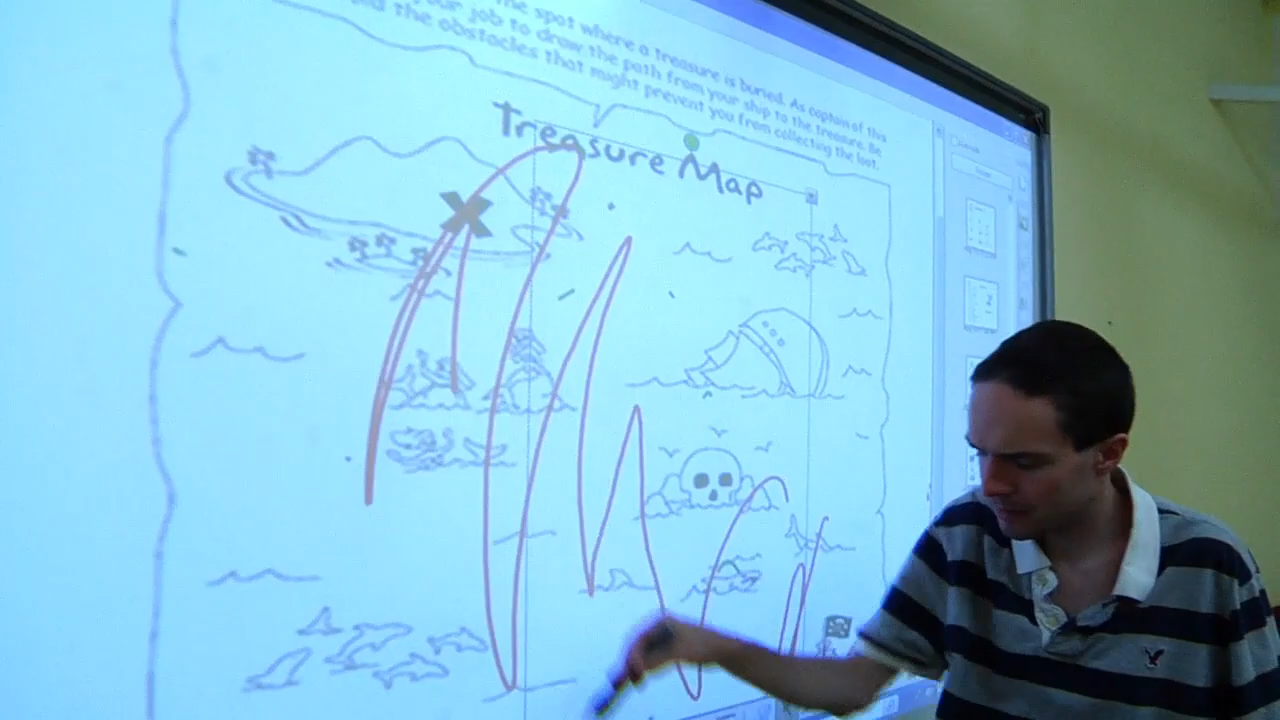 the spot where a treasure is buried. As captain of this
your job to draw the path from your ship to the treasure. Be
the obstacles that might prevent you from collecting the loot.
Treasure Map